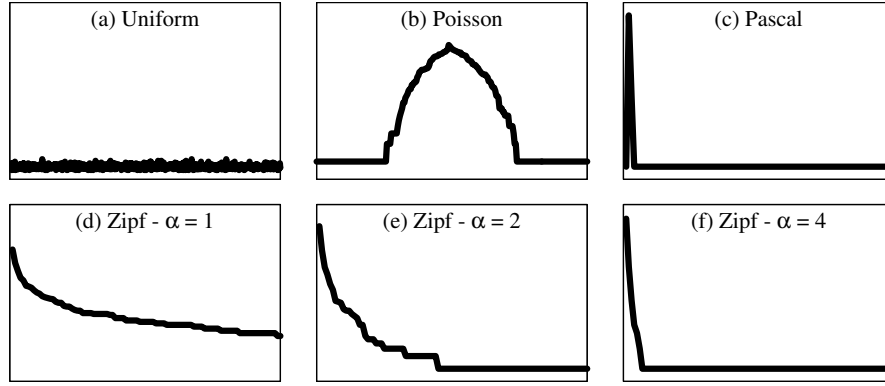 (a) Uniform
(b) Poisson
(c) Pascal
(d) Zipf - α = 1
(e) Zipf - α = 2
(f) Zipf - α = 4